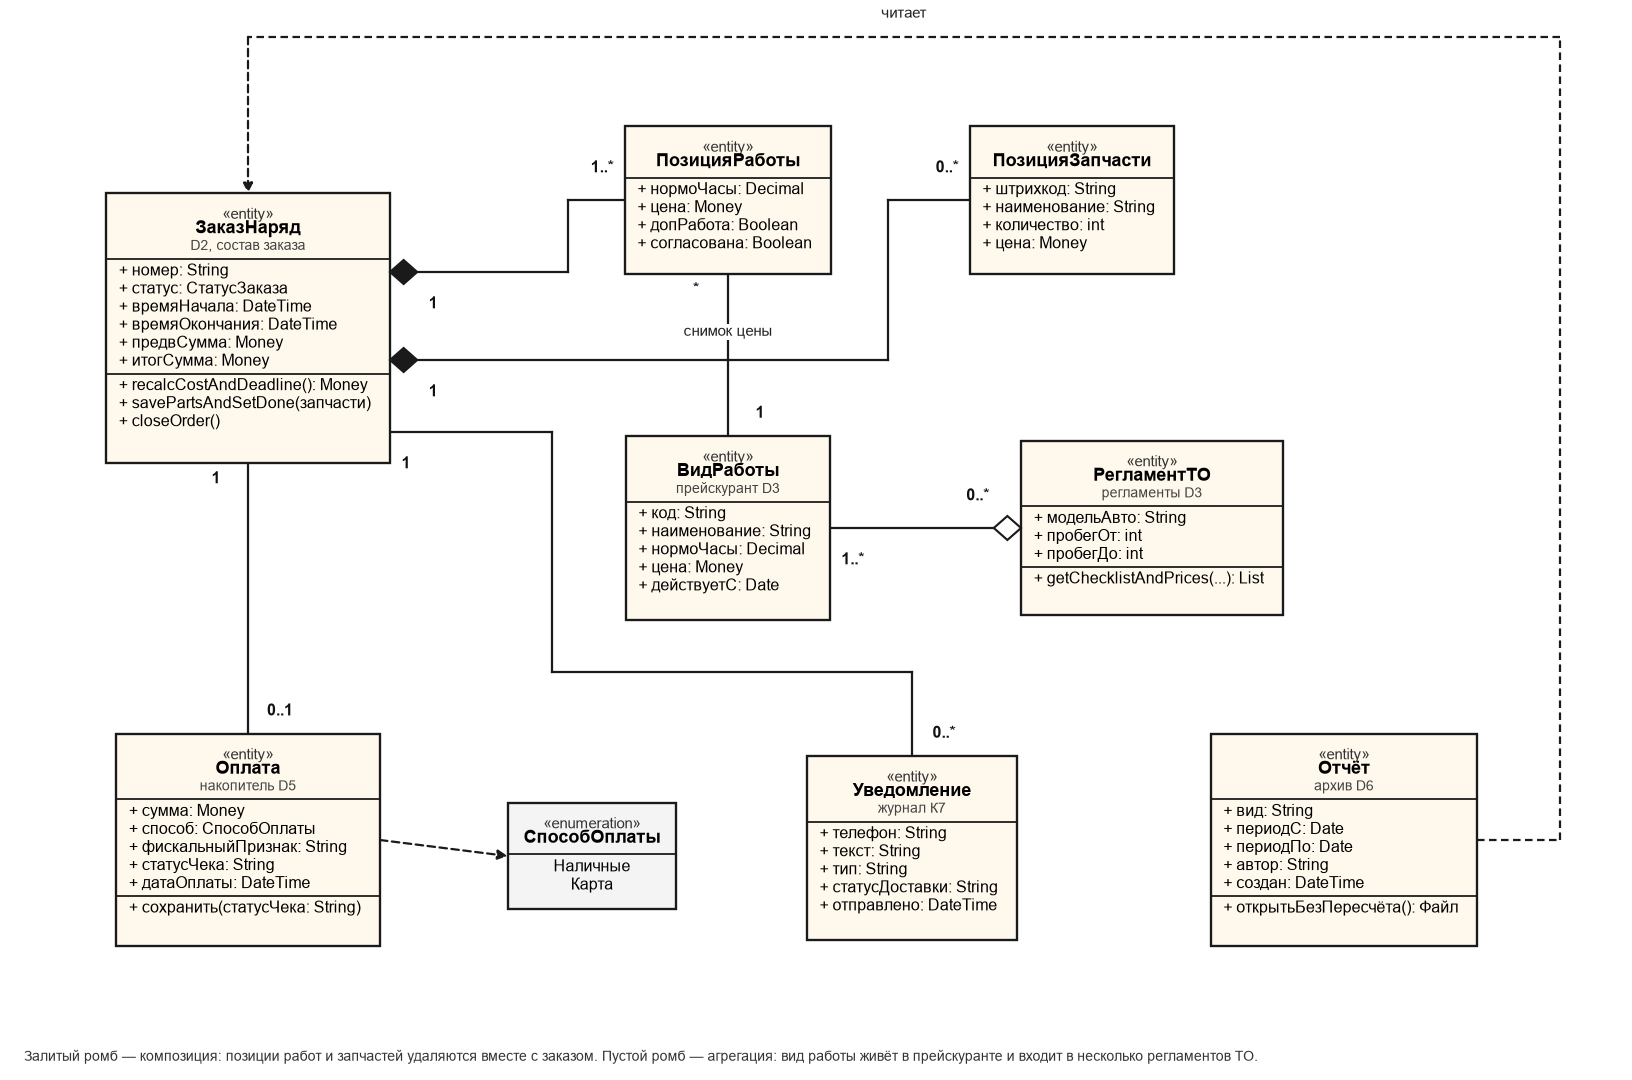 читает
«entity»
ЗаказНаряд
D2, состав заказа
+ номер: String
+ статус: СтатусЗаказа
+ времяНачала: DateTime
+ времяОкончания: DateTime
+ предвСумма: Money
+ итогСумма: Money
+ recalcCostAndDeadline(): Money
+ savePartsAndSetDone(запчасти)
+ closeOrder()
1..*
1
«entity»
ПозицияРаботы
+ нормоЧасы: Decimal
+ цена: Money
+ допРабота: Boolean
+ согласована: Boolean
0..*
1
«entity»
ПозицияЗапчасти
+ штрихкод: String
+ наименование: String
+ количество: int
+ цена: Money
*
снимок цены
1
«entity»
ВидРаботы
прейскурант D3
+ код: String
+ наименование: String
+ нормоЧасы: Decimal
+ цена: Money
+ действуетС: Date
0..*
1..*
«entity»
РегламентТО
регламенты D3
+ модельАвто: String
+ пробегОт: int
+ пробегДо: int
+ getChecklistAndPrices(...): List
1
1
0..1
«entity»
Оплата
накопитель D5
+ сумма: Money
+ способ: СпособОплаты
+ фискальныйПризнак: String
+ статусЧека: String
+ датаОплаты: DateTime
+ сохранить(статусЧека: String)
«enumeration»
СпособОплаты
Наличные
Карта
0..*
«entity»
Уведомление
журнал К7
+ телефон: String
+ текст: String
+ тип: String
+ статусДоставки: String
+ отправлено: DateTime
«entity»
Отчёт
архив D6
+ вид: String
+ периодС: Date
+ периодПо: Date
+ автор: String
+ создан: DateTime
+ открытьБезПересчёта(): Файл
Залитый ромб — композиция: позиции работ и запчастей удаляются вместе с заказом. Пустой ромб — агрегация: вид работы живёт в прейскуранте и входит в несколько регламентов ТО.